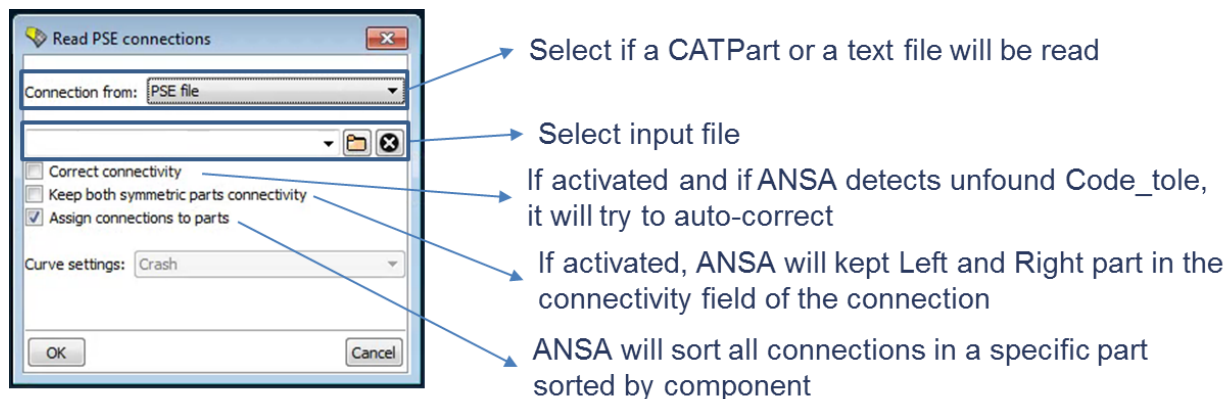 Read PSE connections
Connection from: PSE file
Correct connectivity
Keep both symmetric parts connectivity
Assign connections to parts
Curve settings: Crash
OK
Cancel
Select if a CATPart or a text file will be read
Select input file
If activated and if ANSA detects unfound Code_tole,
it will try to auto-correct
If activated, ANSA will kept Left and Right part in the
connectivity field of the connection
ANSA will sort all connections in a specific part
sorted by component